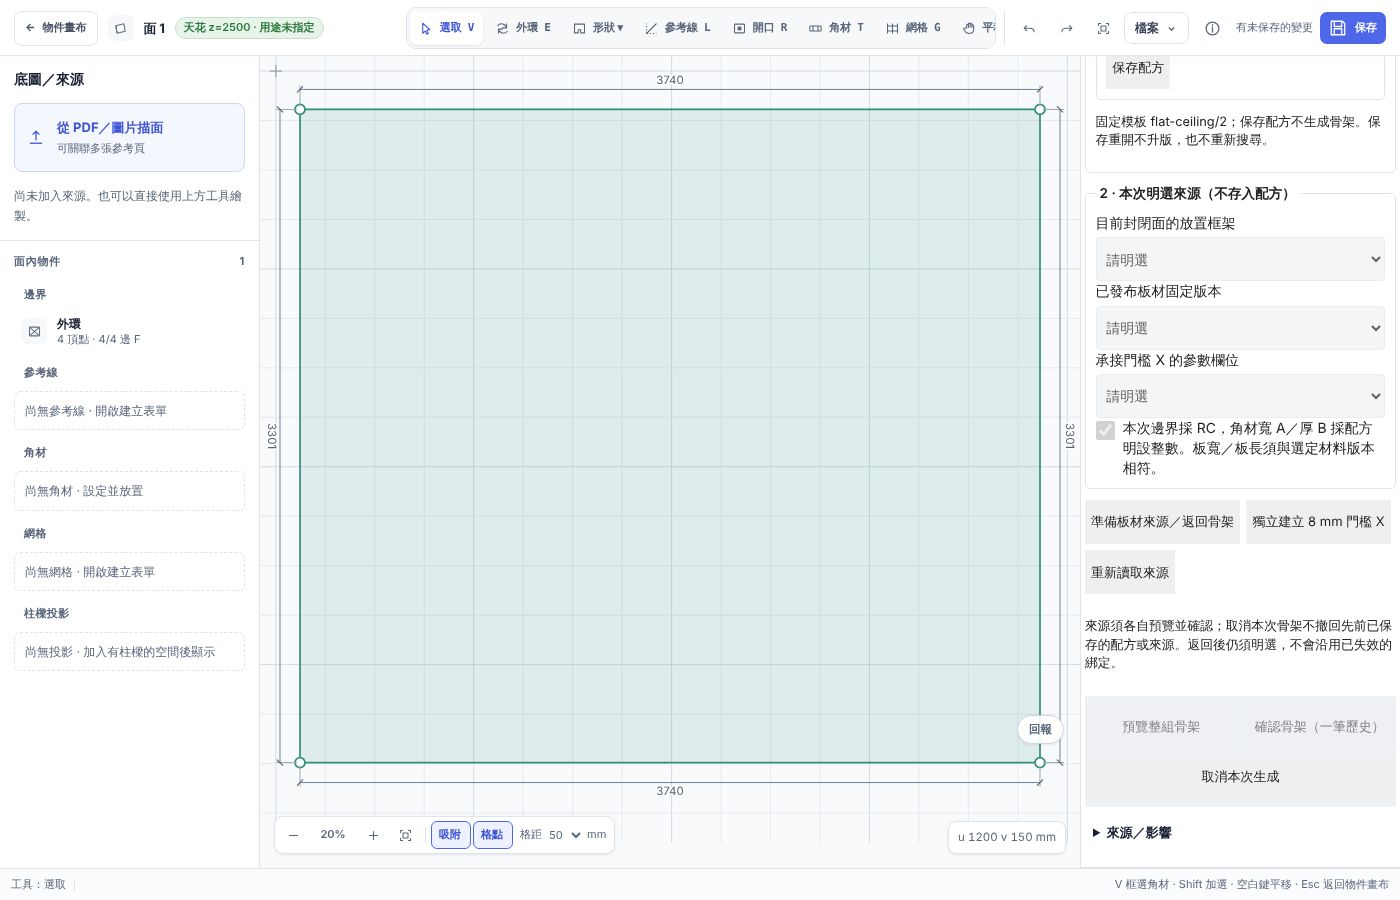 物件畫布
面 1
天花 z=2500 · 用途未指定
選取 V
外環 E
形狀▾
參考線 L
開口 R
角材 T
網格 G
檔案
有未保存的變更
保存
底圖／來源
從 PDF／圖片描面
可關聯多張參考頁
尚未加入來源。也可以直接使用上方工具繪
製。
面內物件
1
邊界
外環
4 頂點 · 4/4 邊 F
參考線
尚無參考線 · 開啟建立表單
角材
尚無角材 · 設定並放置
網格
尚無網格 · 開啟建立表單
柱樑投影
尚無投影 · 加入有柱樑的空間後顯示
3740
3301
3301
回報
3740
20%
吸附
格點
格距
50
mm
u 1200 v 150 mm
保存配方
固定模板 flat-ceiling/2；保存配方不生成骨架。保
存重開不升版，也不重新搜尋。
2 · 本次明選來源（不存入配方）
目前封閉面的放置框架
請明選
已發布板材固定版本
請明選
承接門檻 X 的參數欄位
請明選
本次邊界採 RC，角材寬 A／厚 B 採配方
明設整數。板寬／板長須與選定材料版本
相符。
準備板材來源／返回骨架
獨立建立 8 mm 門檻 X
重新讀取來源
來源須各自預覽並確認；取消本次骨架不撤回先前已保
存的配方或來源。返回後仍須明選，不會沿用已失效的
綁定。
預覽整組骨架
確認骨架（一筆歷史）
取消本次生成
來源／影響
工具：選取
V 框選角材 · Shift 加選 · 空白鍵平移 · Esc 返回物件畫布